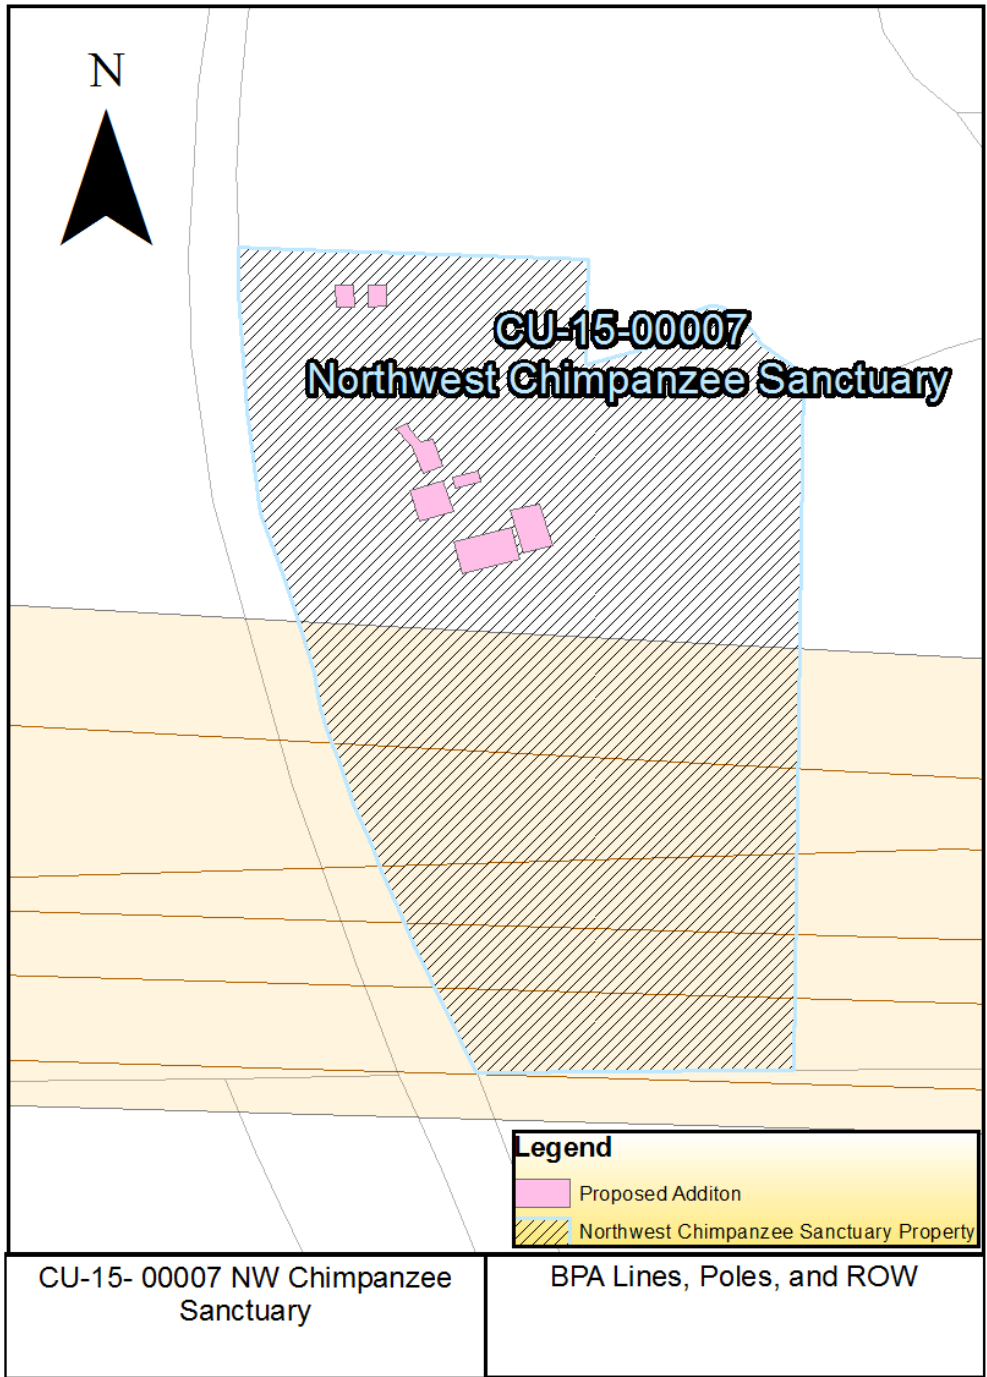 N
CU-15-00007
Northwest Chimpanzee Sanctuary
Legend
Proposed Additon
Northwest Chimpanzee Sanctuary Property
CU-15- 00007 NW Chimpanzee
Sanctuary
BPA Lines, Poles, and ROW